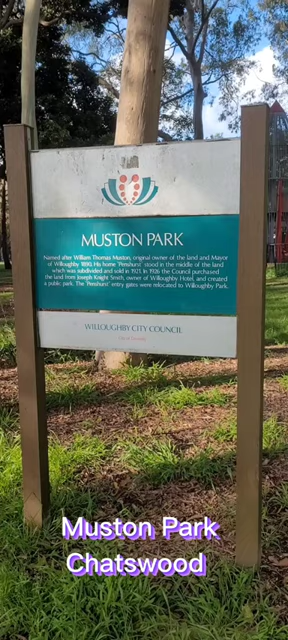 MUSTON PARK
Named after William Thomas Muston, original owner of the land and Mayor
of Willoughby 1890. His home 'Penshurst' stood in the middle of the land
which was subdivided and sold in 1921. In 1926 the Council purchased
the land from Joseph Knight Smith, owner of Willoughby Hotel, and created
a public park. The 'Penshurst' entry gates were relocated to Willoughby Park.
WILLOUGHBY CITY COUNCIL
Muston Park
Chatswood